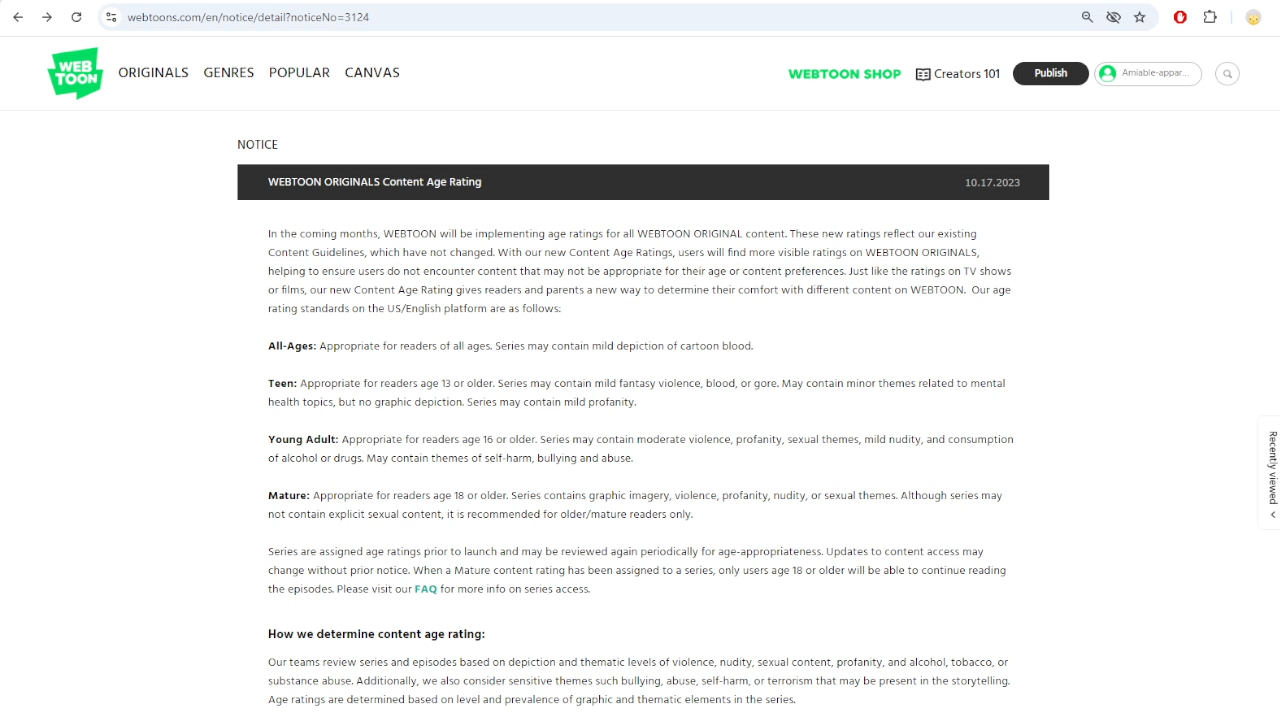 webtoons.com/en/notice/detail?noticeNo=3124
WEB
TOON
ORIGINALS GENRES POPULAR CANVAS
WEBTOON SHOP Creators 101 Publish Amiable-appar...
NOTICE
WEBTOON ORIGINALS Content Age Rating 10.17.2023
In the coming months, WEBTOON will be implementing age ratings for all WEBTOON ORIGINAL content. These new ratings reflect our existing
Content Guidelines, which have not changed. With our new Content Age Ratings, users will find more visible ratings on WEBTOON ORIGINALS,
helping to ensure users do not encounter content that may not be appropriate for their age or content preferences. Just like the ratings on TV shows
or films, our new Content Age Rating gives readers and parents a new way to determine their comfort with different content on WEBTOON. Our age
rating standards on the US/English platform are as follows:
All-Ages: Appropriate for readers of all ages. Series may contain mild depiction of cartoon blood.
Teen: Appropriate for readers age 13 or older. Series may contain mild fantasy violence, blood, or gore. May contain minor themes related to mental
health topics, but no graphic depiction. Series may contain mild profanity.
Young Adult: Appropriate for readers age 16 or older. Series may contain moderate violence, profanity, sexual themes, mild nudity, and consumption
of alcohol or drugs. May contain themes of self-harm, bullying and abuse.
Mature: Appropriate for readers age 18 or older. Series contains graphic imagery, violence, profanity, nudity, or sexual themes. Although series may
not contain explicit sexual content, it is recommended for older/mature readers only.
Series are assigned age ratings prior to launch and may be reviewed again periodically for age-appropriateness. Updates to content access may
change without prior notice. When a Mature content rating has been assigned to a series, only users age 18 or older will be able to continue reading
the episodes. Please visit our FAQ for more info on series access.
How we determine content age rating:
Our teams review series and episodes based on depiction and thematic levels of violence, nudity, sexual content, profanity, and alcohol, tobacco, or
substance abuse. Additionally, we also consider sensitive themes such bullying, abuse, self-harm, or terrorism that may be present in the storytelling.
Age ratings are determined based on level and prevalence of graphic and thematic elements in the series.
Recently viewed